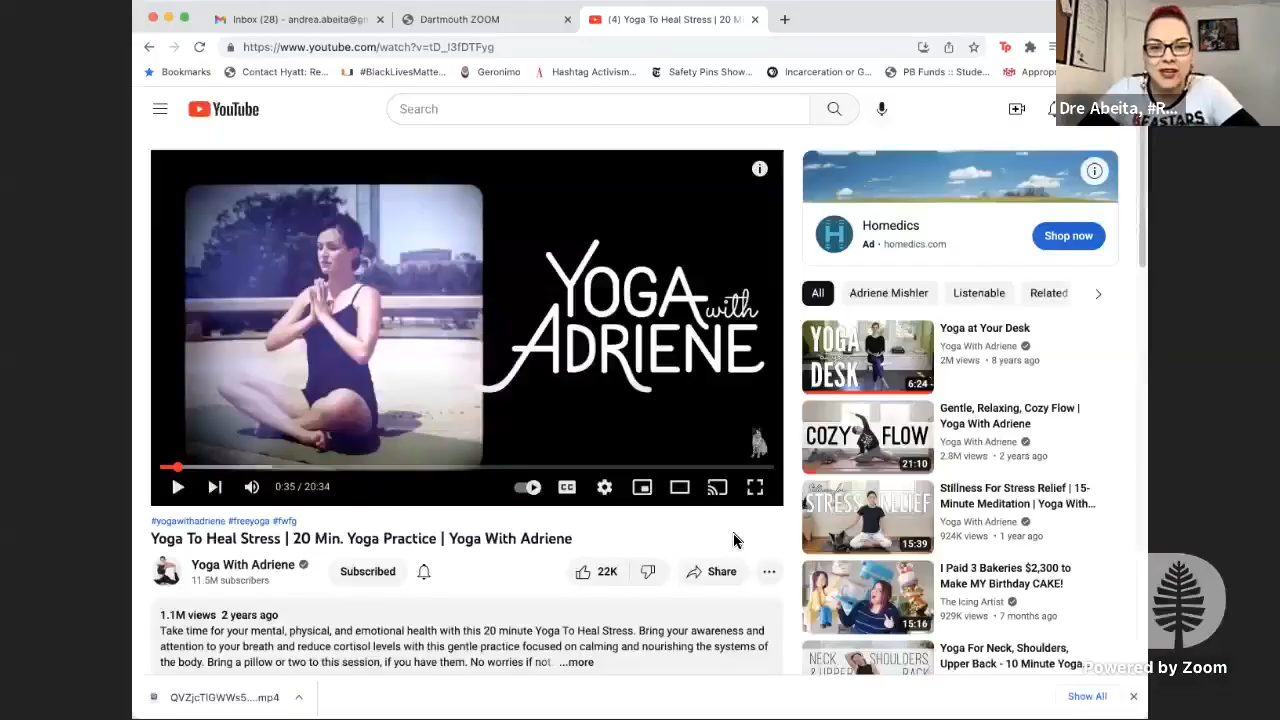 Inbox (28) - andrea.abeita@gn
Dartmouth ZOOM
(4) Yoga To Heal Stress | 20 Mi
https://www.youtube.com/watch?v=tD_I3fDTFyg
Bookmarks
Contact Hyatt: Re...
#BlackLivesMatte...
Geronimo
Hashtag Activism...
Safety Pins Show...
Incarceration or G...
PB Funds :: Stude...
Approp
Dre Abeita, #R...
BEASTARS
YouTube
Search
YOGA
with
ADRIENE
0:35 / 20:34
CC
#yogawithadriene #freeyoga #fwfg
Yoga To Heal Stress | 20 Min. Yoga Practice | Yoga With Adriene
Yoga With Adriene
11.5M subscribers
Subscribed
22K
Share
1.1M views 2 years ago
Take time for your mental, physical, and emotional health with this 20 minute Yoga To Heal Stress. Bring your awareness and
attention to your breath and reduce cortisol levels with this gentle practice focused on calming and nourishing the systems of
the body. Bring a pillow or two to this session, if you have them. No worries if not. ...more
Homedics
Ad · homedics.com
Shop now
All
Adriene Mishler
Listenable
Related
YOGA
DESK
6:24
Yoga at Your Desk
Yoga With Adriene
2M views • 8 years ago
COZY FLOW
21:10
Gentle, Relaxing, Cozy Flow |
Yoga With Adriene
Yoga With Adriene
2.8M views • 2 years ago
Stillness for
STRESS RELIEF
15:39
Stillness For Stress Relief | 15-
Minute Meditation | Yoga With...
Yoga With Adriene
924K views • 1 year ago
15:16
I Paid 3 Bakeries $2,300 to
Make MY Birthday CAKE!
The Icing Artist
929K views • 7 months ago
NECK SHOULDERS
& UPPER BACK
Yoga For Neck, Shoulders,
Upper Back - 10 Minute Yoga
Powered by Zoom
QVZjcTlGWWs5....mp4
Show All